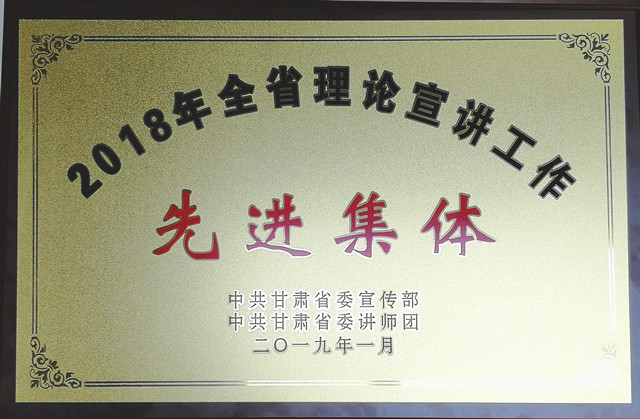 2018年全省理论宣讲工作
先进集体
中共甘肃省委宣传部
中共甘肃省委讲师团
二〇一九年一月